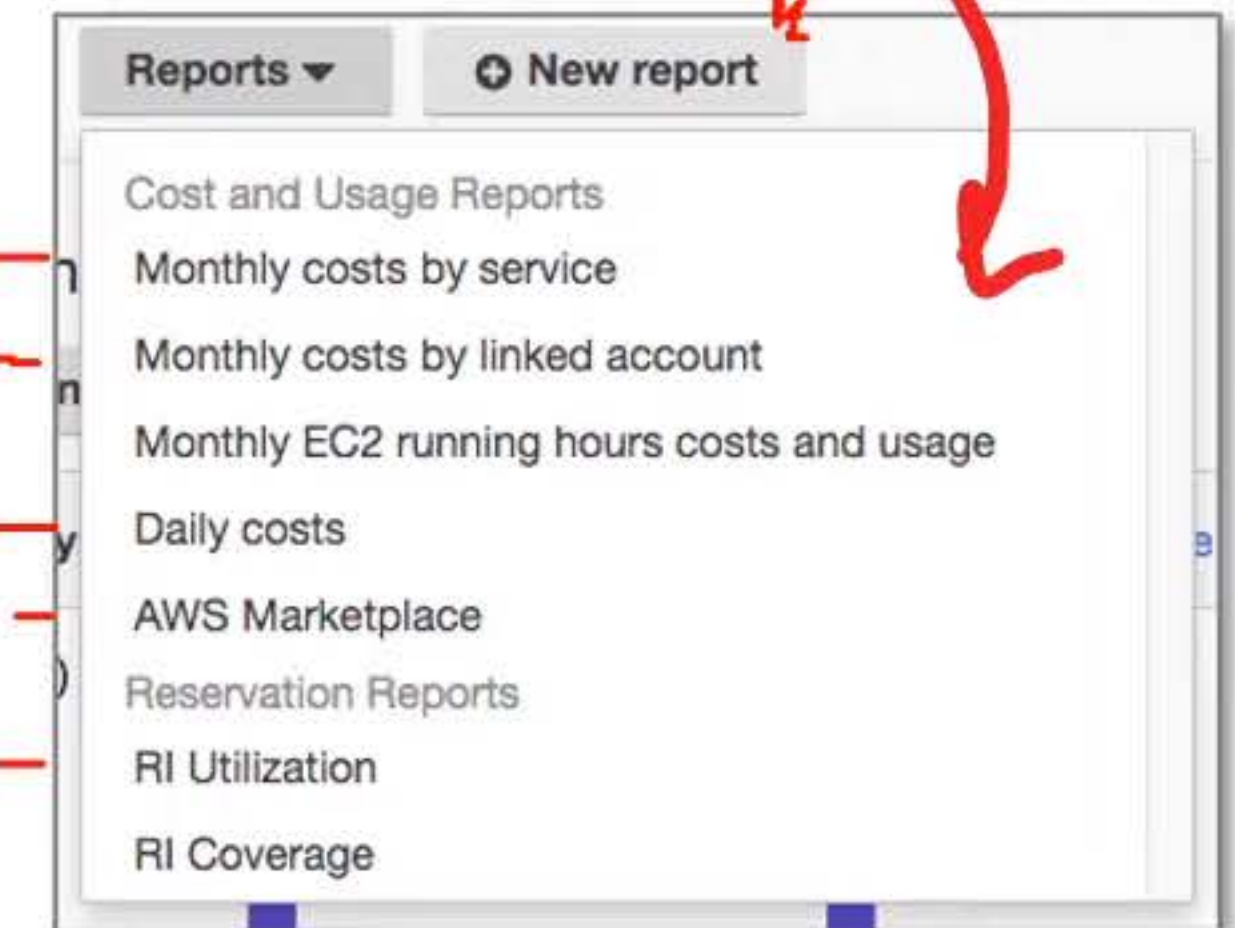 Reports
New report
Cost and Usage Reports
Monthly costs by service
Monthly costs by linked account
Monthly EC2 running hours costs and usage
Daily costs
AWS Marketplace
Reservation Reports
RI Utilization
RI Coverage